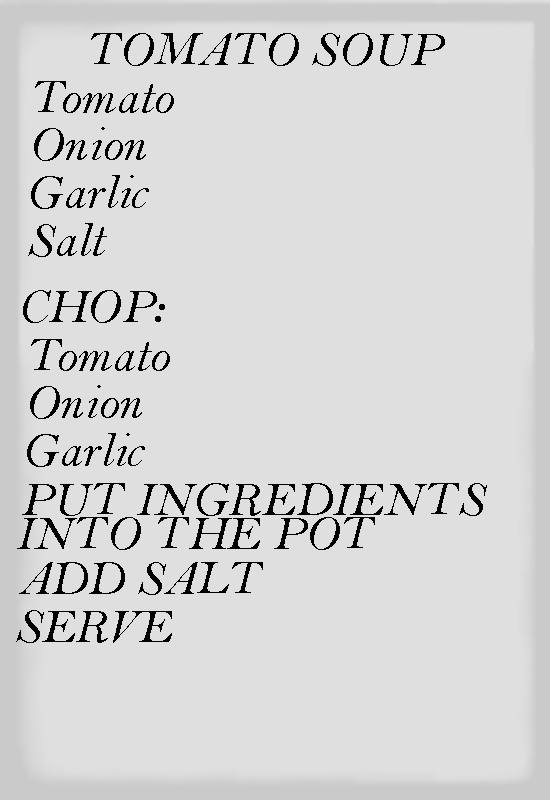 TOMATO SOUP
Tomato
Onion
Garlic
Salt
CHOP:
Tomato
Onion
Garlic
PUT INGREDIENTS
INTO THE POT
ADD SALT
SERVE